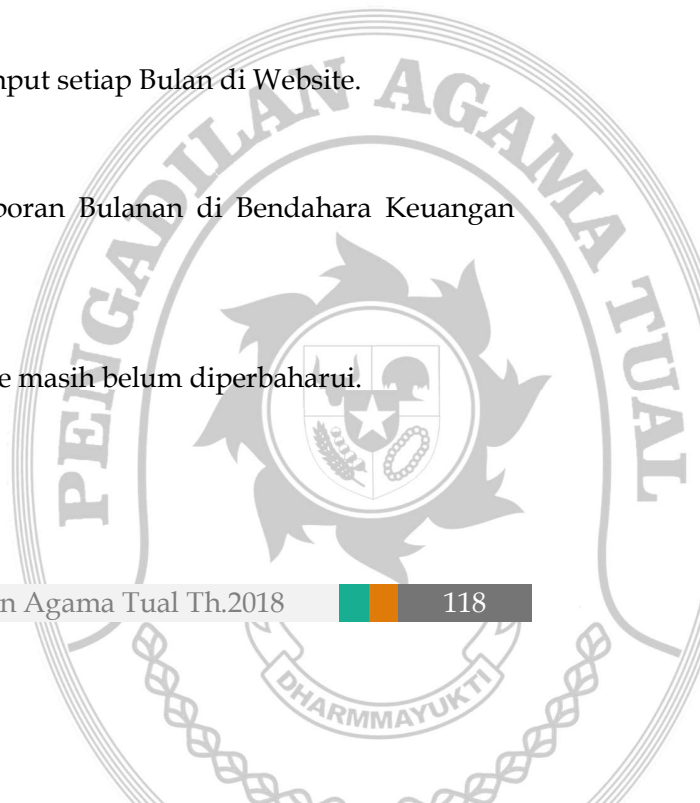 nput setiap Bulan di Website.
poran Bulanan di Bendahara Keuangan
e masih belum diperbaharui.
n Agama Tual Th.2018 118
PENGADILAN AGAMA TUAL
DHARMMAYUKTI